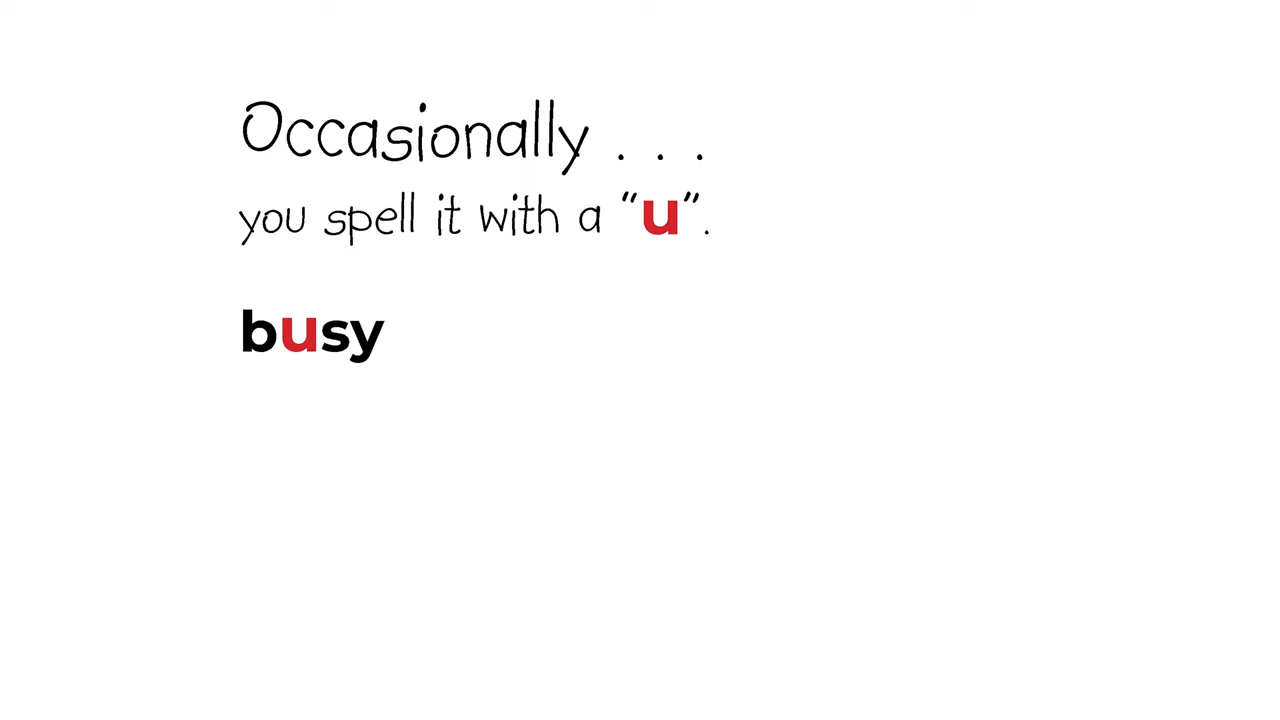 Occasionally . . .
you spell it with a “u”.
busy